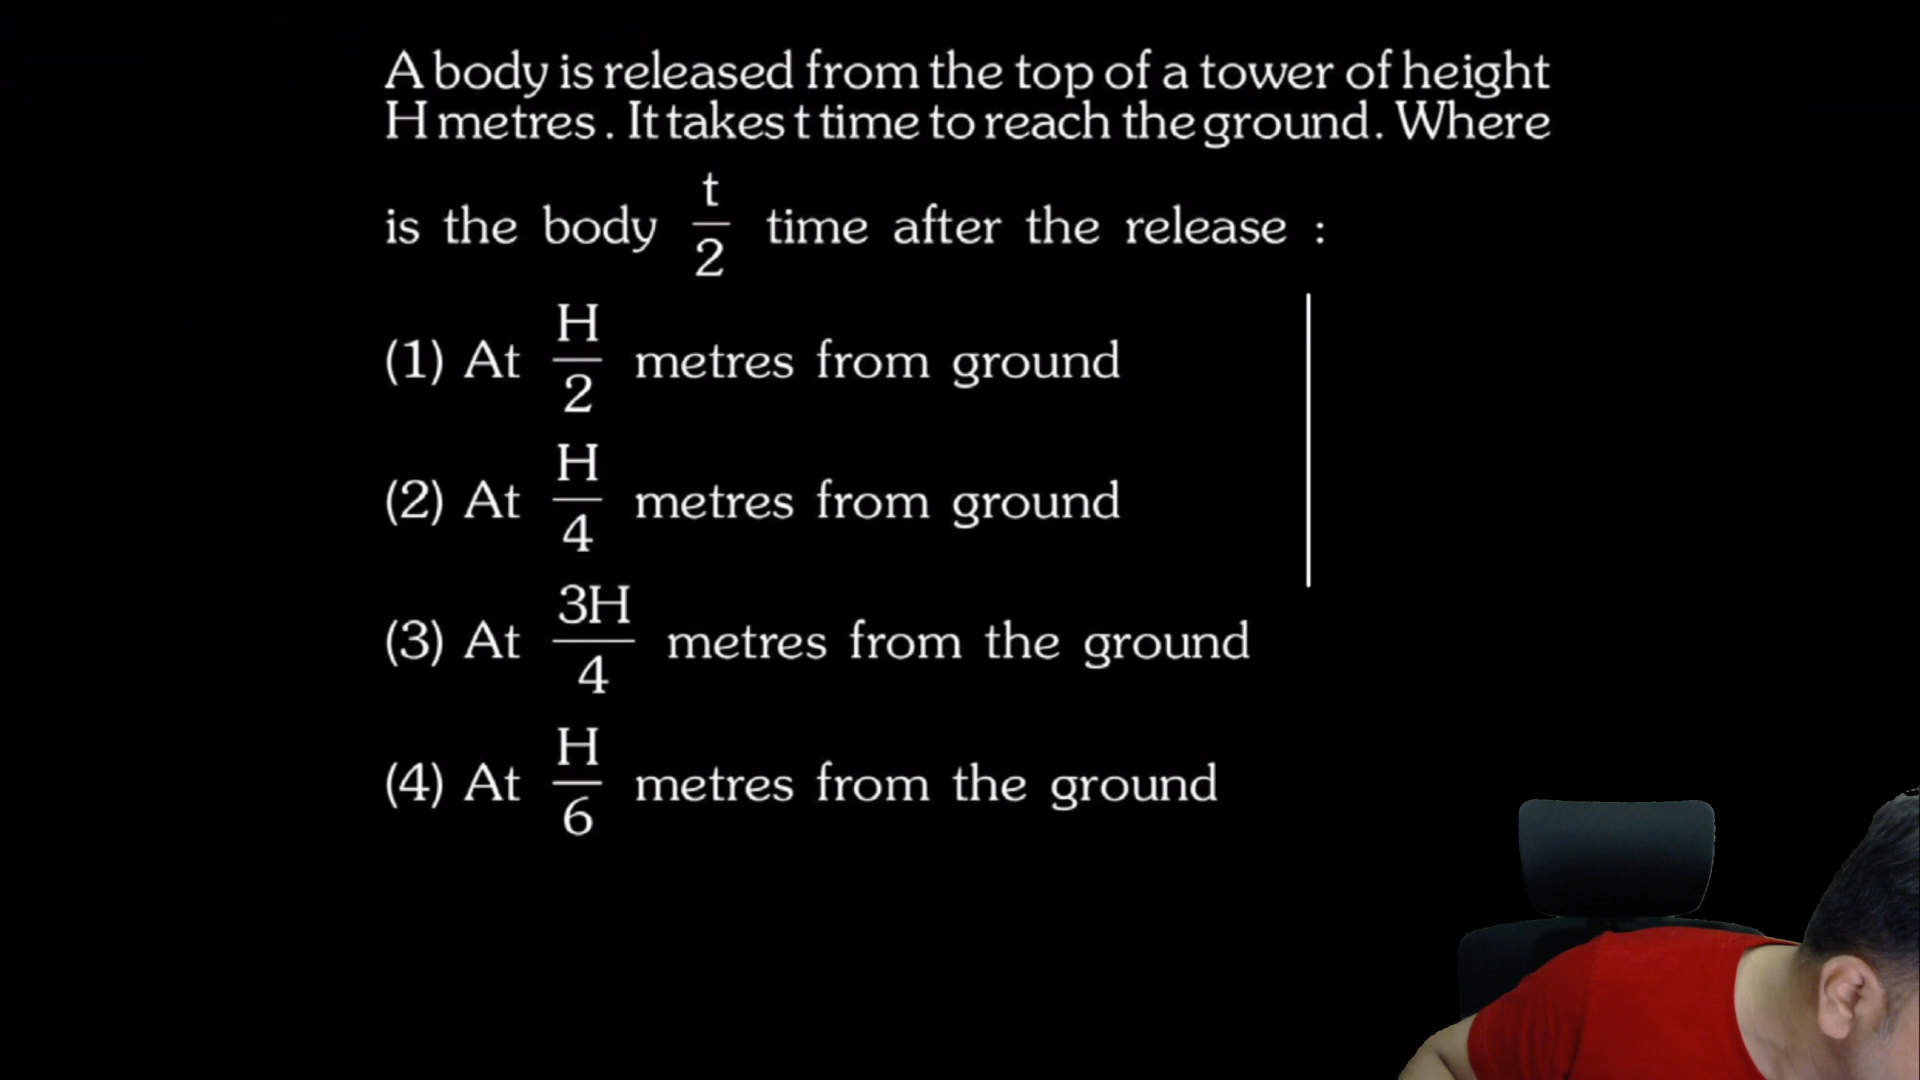 A body is released from the top of a tower of height
H metres. It takes t time to reach the ground. Where
is the body t/2 time after the release :
(1) At H/2 metres from ground
(2) At H/4 metres from ground
(3) At 3H/4 metres from the ground
(4) At H/6 metres from the ground